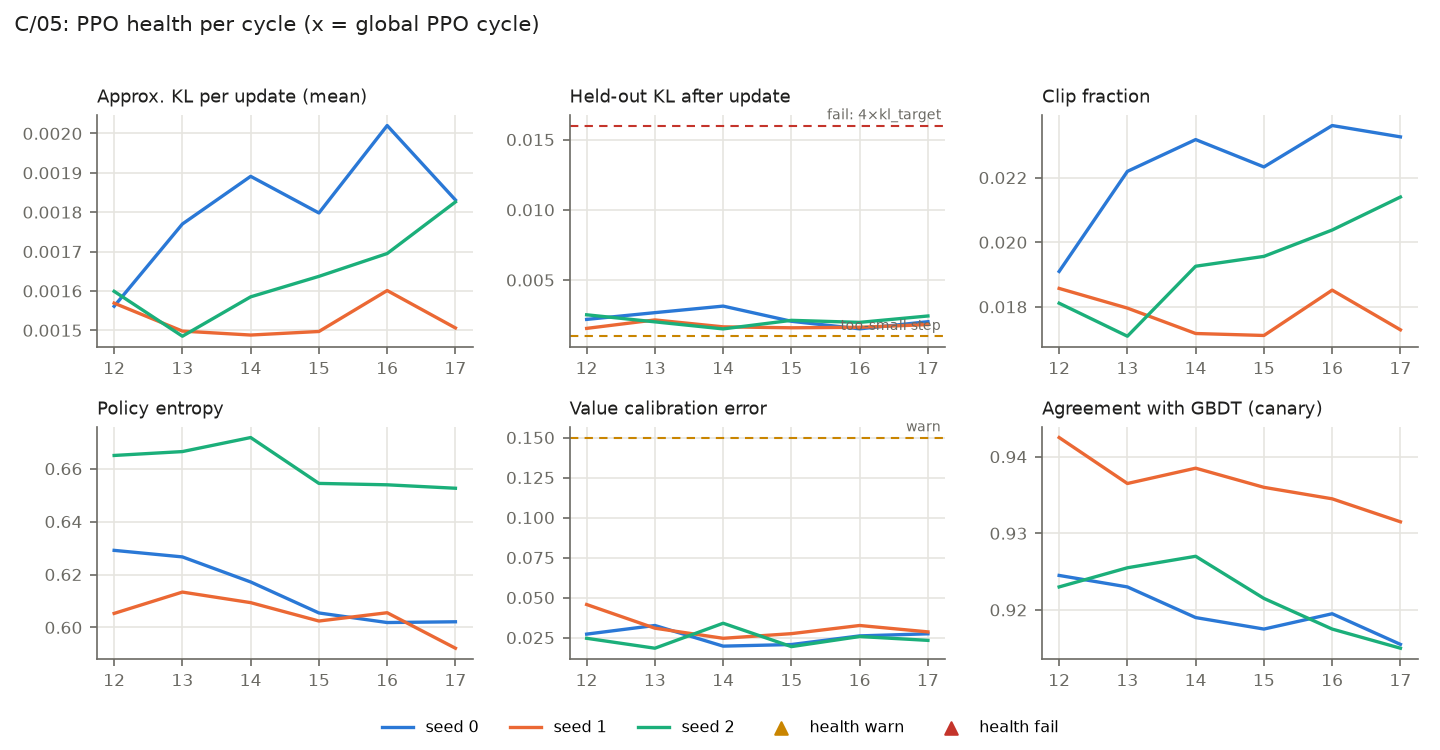 C/05: PPO health per cycle (x = global PPO cycle)
Approx. KL per update (mean)
0.0020
0.0019
0.0018
0.0017
0.0016
0.0015
12 13 14 15 16 17
Held-out KL after update
fail: 4×kl_target
0.015
0.010
0.005
too small step
12 13 14 15 16 17
Clip fraction
0.022
0.020
0.018
12 13 14 15 16 17
Policy entropy
0.66
0.64
0.62
0.60
12 13 14 15 16 17
Value calibration error
warn
0.150
0.125
0.100
0.075
0.050
0.025
12 13 14 15 16 17
Agreement with GBDT (canary)
0.94
0.93
0.92
12 13 14 15 16 17
seed 0 seed 1 seed 2 health warn health fail